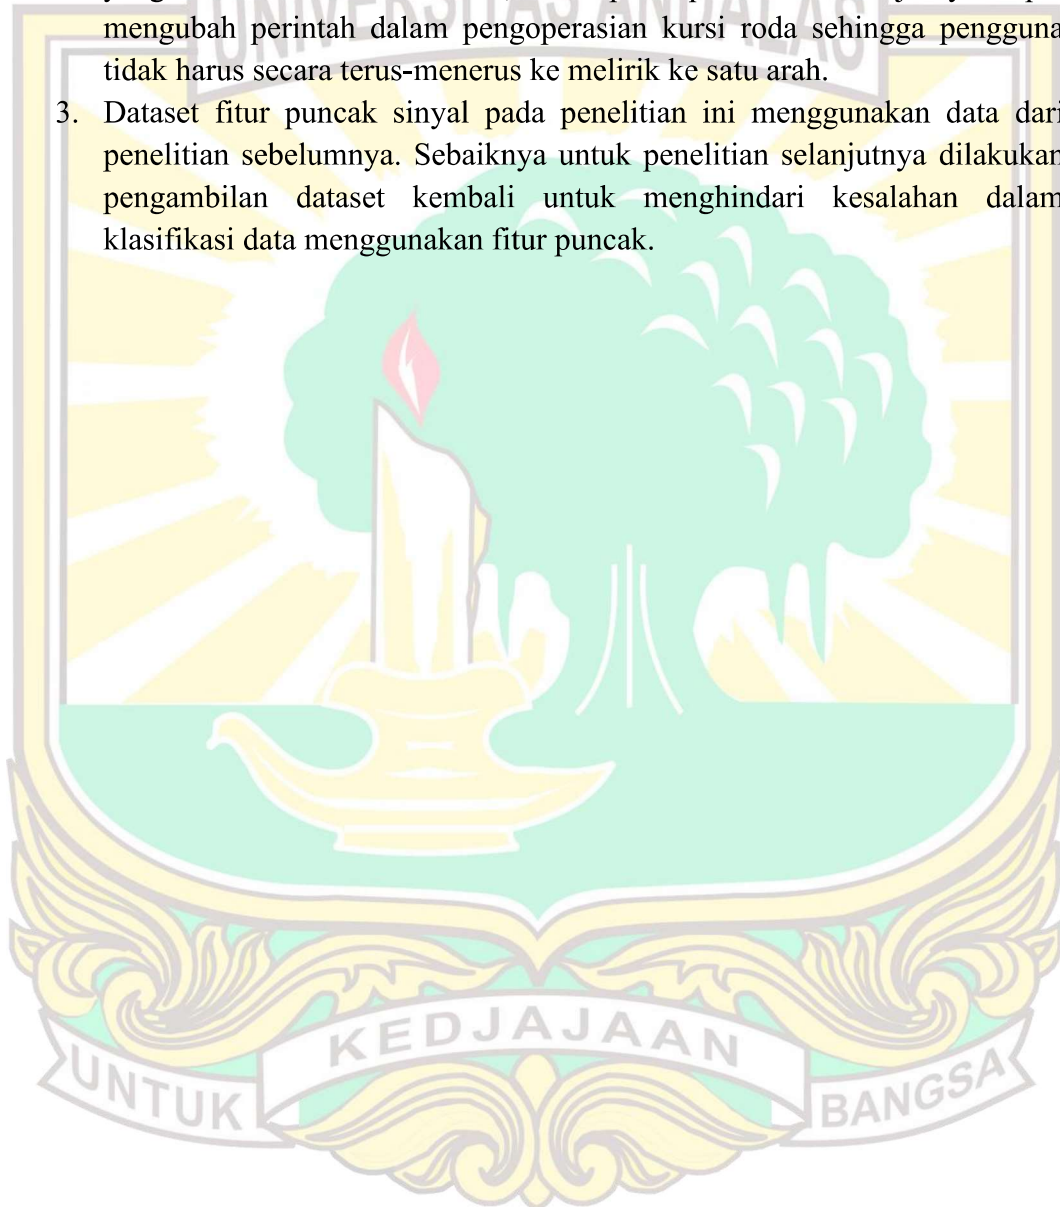 UNIVERSITAS ANDALAS
mengubah perintah dalam pengoperasian kursi roda sehingga pengguna
tidak harus secara terus-menerus ke melirik ke satu arah.
3. Dataset fitur puncak sinyal pada penelitian ini menggunakan data dari
penelitian sebelumnya. Sebaiknya untuk penelitian selanjutnya dilakukan
pengambilan dataset kembali untuk menghindari kesalahan dalam
klasifikasi data menggunakan fitur puncak.
KEDJAJAAN
UNTUK
BANGSA